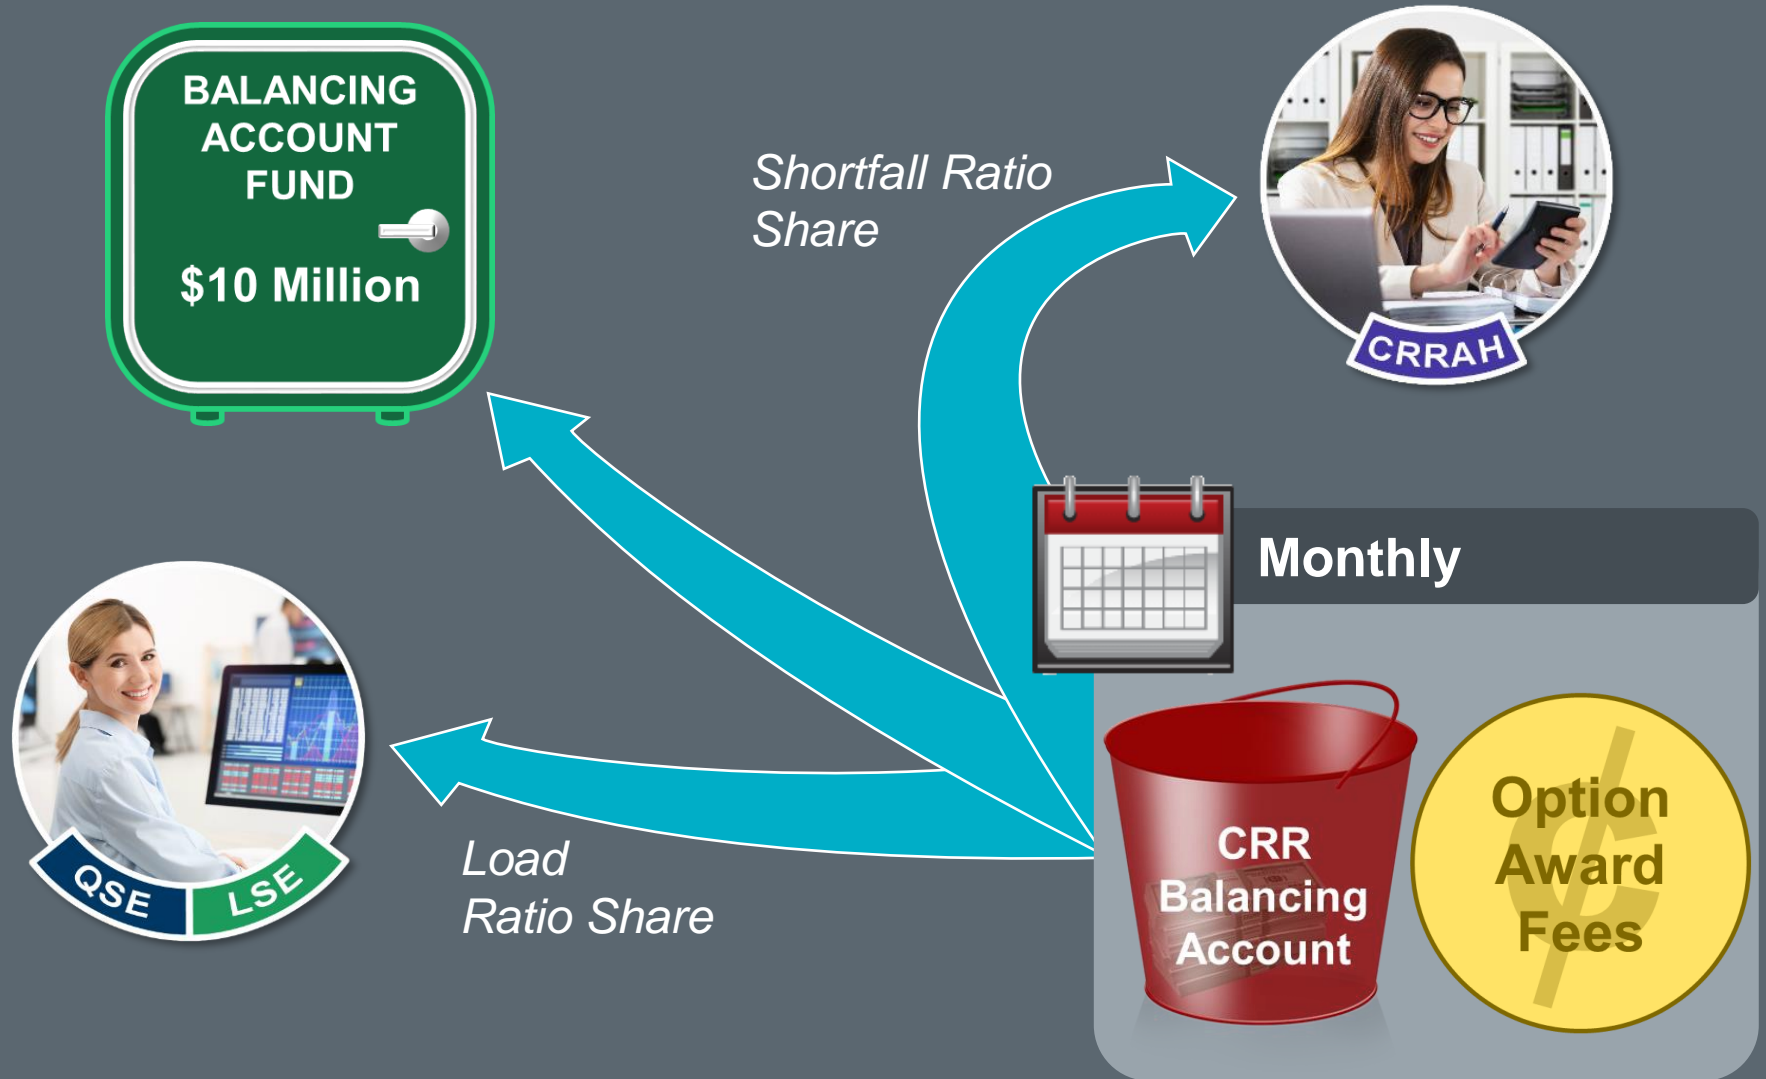 BALANCING
ACCOUNT
FUND
$10 Million
Shortfall Ratio
Share
CRRAH
Monthly
QSE
LSE
Load
Ratio Share
CRR
Balancing
Account
Option
Award
Fees